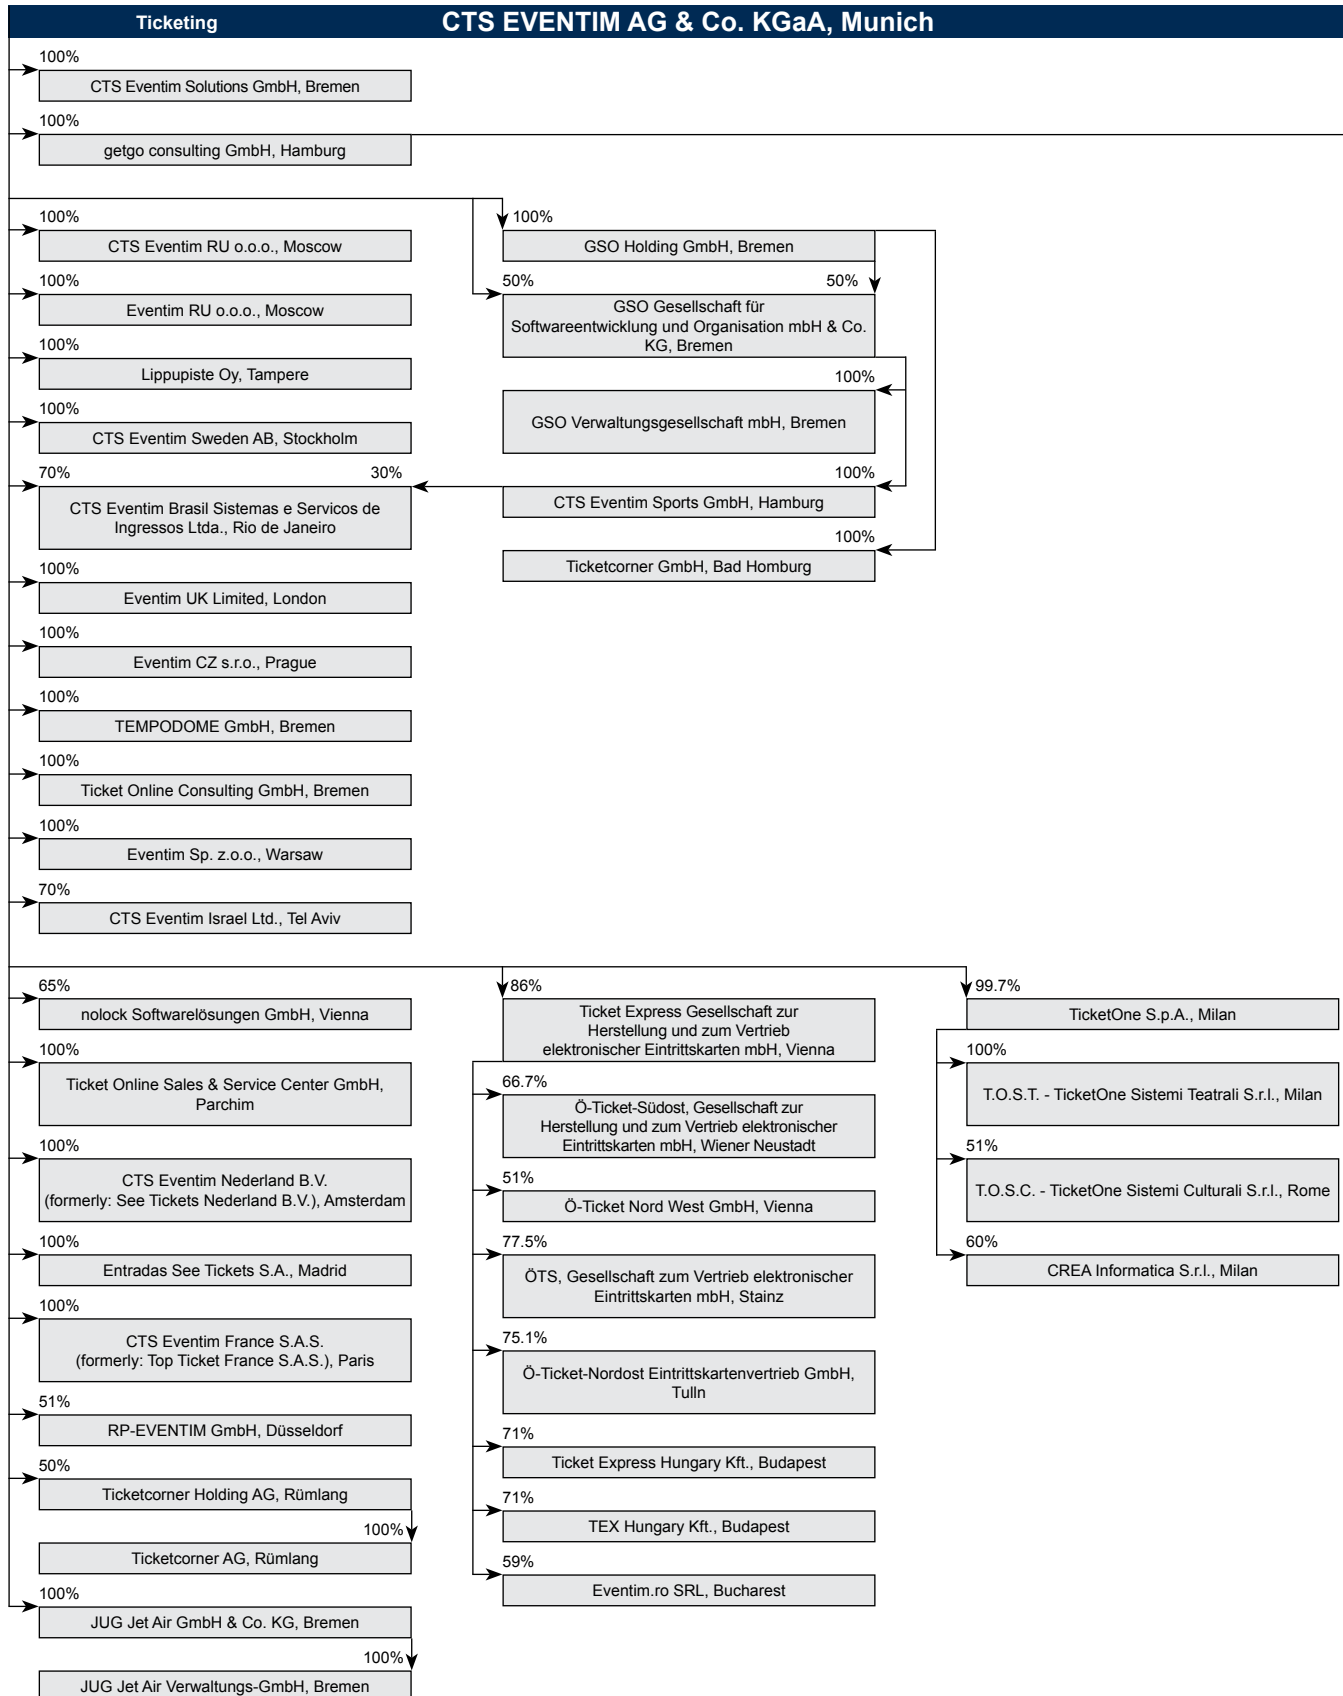 Ticketing
CTS EVENTIM AG & Co. KGaA, Munich
100%
CTS Eventim Solutions GmbH, Bremen
100%
getgo consulting GmbH, Hamburg
100%
CTS Eventim RU o.o.o., Moscow
100%
Eventim RU o.o.o., Moscow
100%
Lippupiste Oy, Tampere
100%
CTS Eventim Sweden AB, Stockholm
70%
30%
CTS Eventim Brasil Sistemas e Servicos de
Ingressos Ltda., Rio de Janeiro
100%
Eventim UK Limited, London
100%
Eventim CZ s.r.o., Prague
100%
TEMPODOME GmbH, Bremen
100%
Ticket Online Consulting GmbH, Bremen
100%
Eventim Sp. z.o.o., Warsaw
70%
CTS Eventim Israel Ltd., Tel Aviv
100%
GSO Holding GmbH, Bremen
50%
50%
GSO Gesellschaft für
Softwareentwicklung und Organisation mbH & Co.
KG, Bremen
100%
GSO Verwaltungsgesellschaft mbH, Bremen
100%
CTS Eventim Sports GmbH, Hamburg
100%
Ticketcorner GmbH, Bad Homburg
65%
nolock Softwarelösungen GmbH, Vienna
100%
Ticket Online Sales & Service Center GmbH,
Parchim
100%
CTS Eventim Nederland B.V.
(formerly: See Tickets Nederland B.V.), Amsterdam
100%
Entradas See Tickets S.A., Madrid
100%
CTS Eventim France S.A.S.
(formerly: Top Ticket France S.A.S.), Paris
51%
RP-EVENTIM GmbH, Düsseldorf
50%
Ticketcorner Holding AG, Rümlang
100%
Ticketcorner AG, Rümlang
100%
JUG Jet Air GmbH & Co. KG, Bremen
100%
JUG Jet Air Verwaltungs-GmbH, Bremen
86%
Ticket Express Gesellschaft zur
Herstellung und zum Vertrieb
elektronischer Eintrittskarten mbH, Vienna
66.7%
Ö-Ticket-Südost, Gesellschaft zur
Herstellung und zum Vertrieb elektronischer
Eintrittskarten mbH, Wiener Neustadt
51%
Ö-Ticket Nord West GmbH, Vienna
77.5%
ÖTS, Gesellschaft zum Vertrieb elektronischer
Eintrittskarten mbH, Stainz
75.1%
Ö-Ticket-Nordost Eintrittskartenvertrieb GmbH,
Tulln
71%
Ticket Express Hungary Kft., Budapest
71%
TEX Hungary Kft., Budapest
59%
Eventim.ro SRL, Bucharest
99.7%
TicketOne S.p.A., Milan
100%
T.O.S.T. - TicketOne Sistemi Teatrali S.r.l., Milan
51%
T.O.S.C. - TicketOne Sistemi Culturali S.r.l., Rome
60%
CREA Informatica S.r.l., Milan